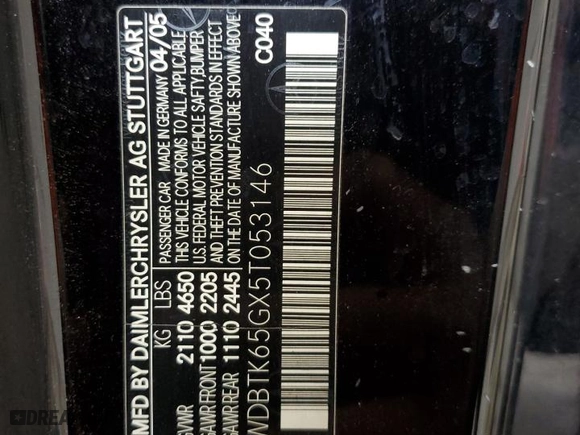 MFD BY DAIMLERCHRYSLER AG STUTTGART
PASSENGER CAR MADE IN GERMANY 04/05
KG LBS
THIS VEHICLE CONFORMS TO ALL APPLICABLE
U.S. FEDERAL MOTOR VEHICLE SAFETY, BUMPER
AND THEFT PREVENTION STANDARDS IN EFFECT
ON THE DATE OF MANUFACTURE SHOWN ABOVE
GVWR 2110 4650
GAWR FRONT 1000 2205
GAWR REAR 1110 2445
C040
WDBTK65GX5T053146